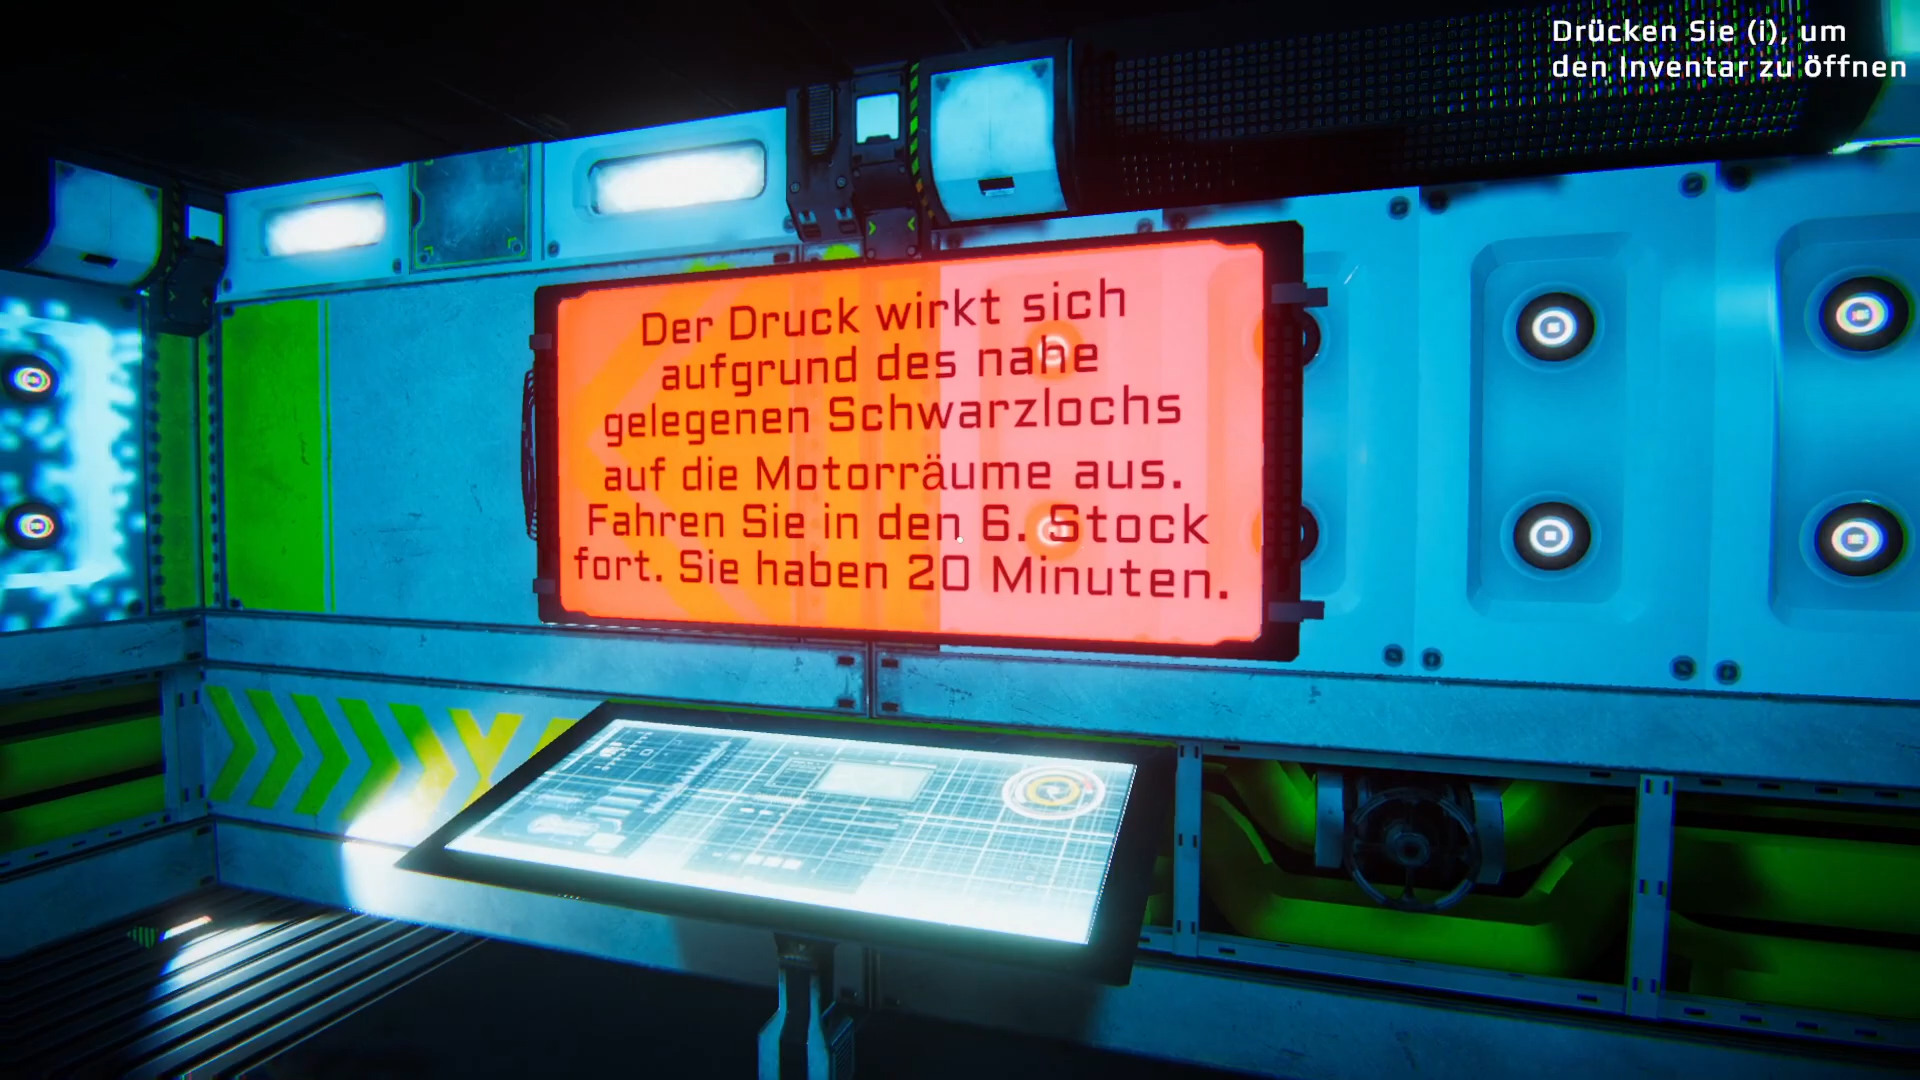 Drücken Sie (i), um
den Inventar zu öffnen
Der Druck wirkt sich
aufgrund des nahe
gelegenen Schwarzlochs
auf die Motorräume aus.
Fahren Sie in den 6. Stock
fort. Sie haben 20 Minuten.